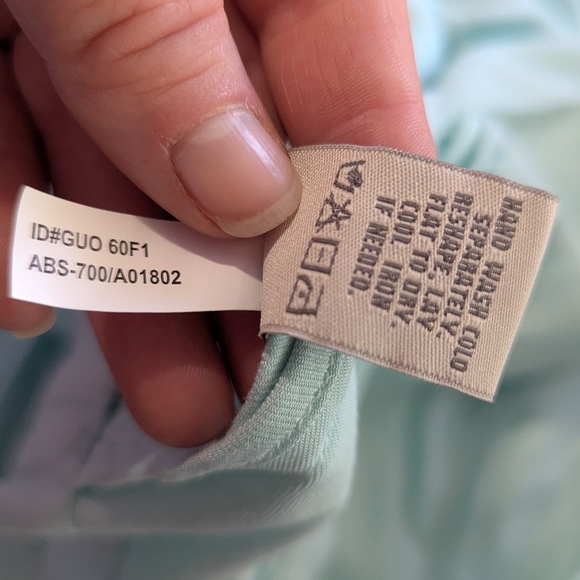 ID#GUO 60F1
ABS-700/A01802
HAND WASH COLD
SEPARATELY.
RESHAPE. LAY
FLAT TO DRY.
COOL IRON
IF NEEDED.